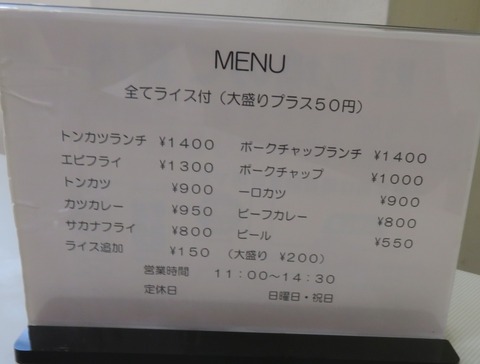 MENU
全てライス付（大盛りプラス５０円）
トンカツランチ ¥１４００ ポークチャップランチ ¥１４００
エビフライ ¥１３００ ポークチャップ ¥１０００
トンカツ ¥９００ 一口カツ ¥９００
カツカレー ¥９５０ ビーフカレー ¥８００
サカナフライ ¥８００ ビール ¥５５０
ライス追加 ¥１５０ （大盛り ¥２００）
営業時間 １１：００〜１４：３０
定休日 日曜日・祝日